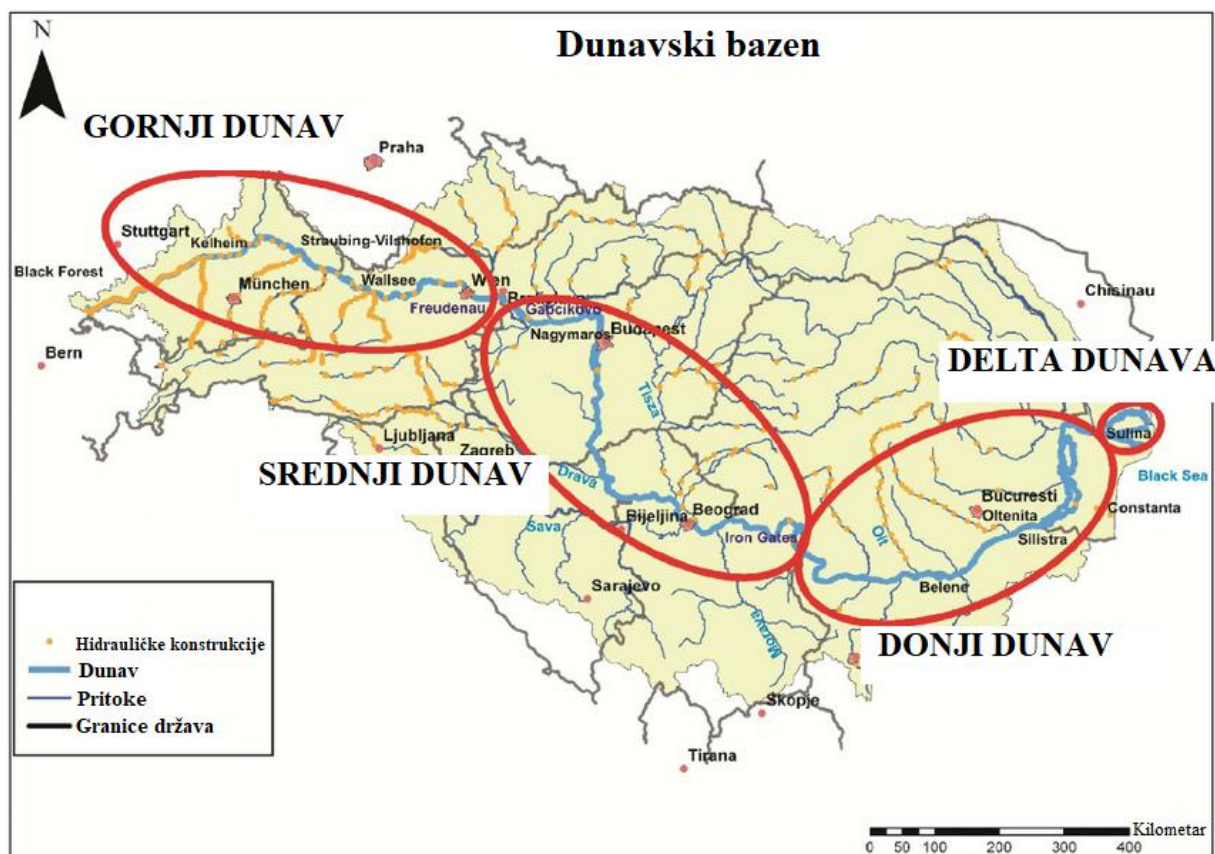 N
Dunavski bazen
GORNJI DUNAV
Praha
Stuttgart
Kelheim
Straubing-Vilshofen
Black Forest
München
Wallsee
Wien
Freudenau
Gabcikovo
Chisinau
Bern
Nagymaros
Budapest
DELTA DUNAVA
Tisza
Sulina
Ljubljana
Zagreb
SREDNJI DUNAV
Drava
Black Sea
Bucuresti
Oltenita
Constanta
Sava
Bijeljina
Beograd
Iron Gates
Olt
Silistra
Belene
Sarajevo
Morava
DONJI DUNAV
Hidrauličke konstrukcije
Dunav
Pritoke
Granice država
Skopje
Tirana
Kilometar
0 50 100 200 300 400